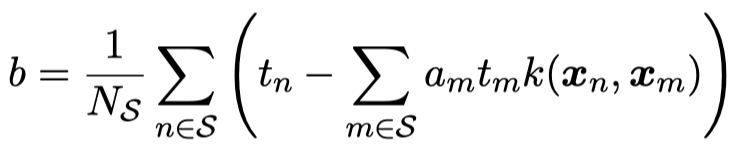 b = \frac{1}{N_{\mathcal{S}}} \sum_{n \in \mathcal{S}} \left( t_n - \sum_{m \in \mathcal{S}} a_m t_m k(\boldsymbol{x}_n, \boldsymbol{x}_m) \right)